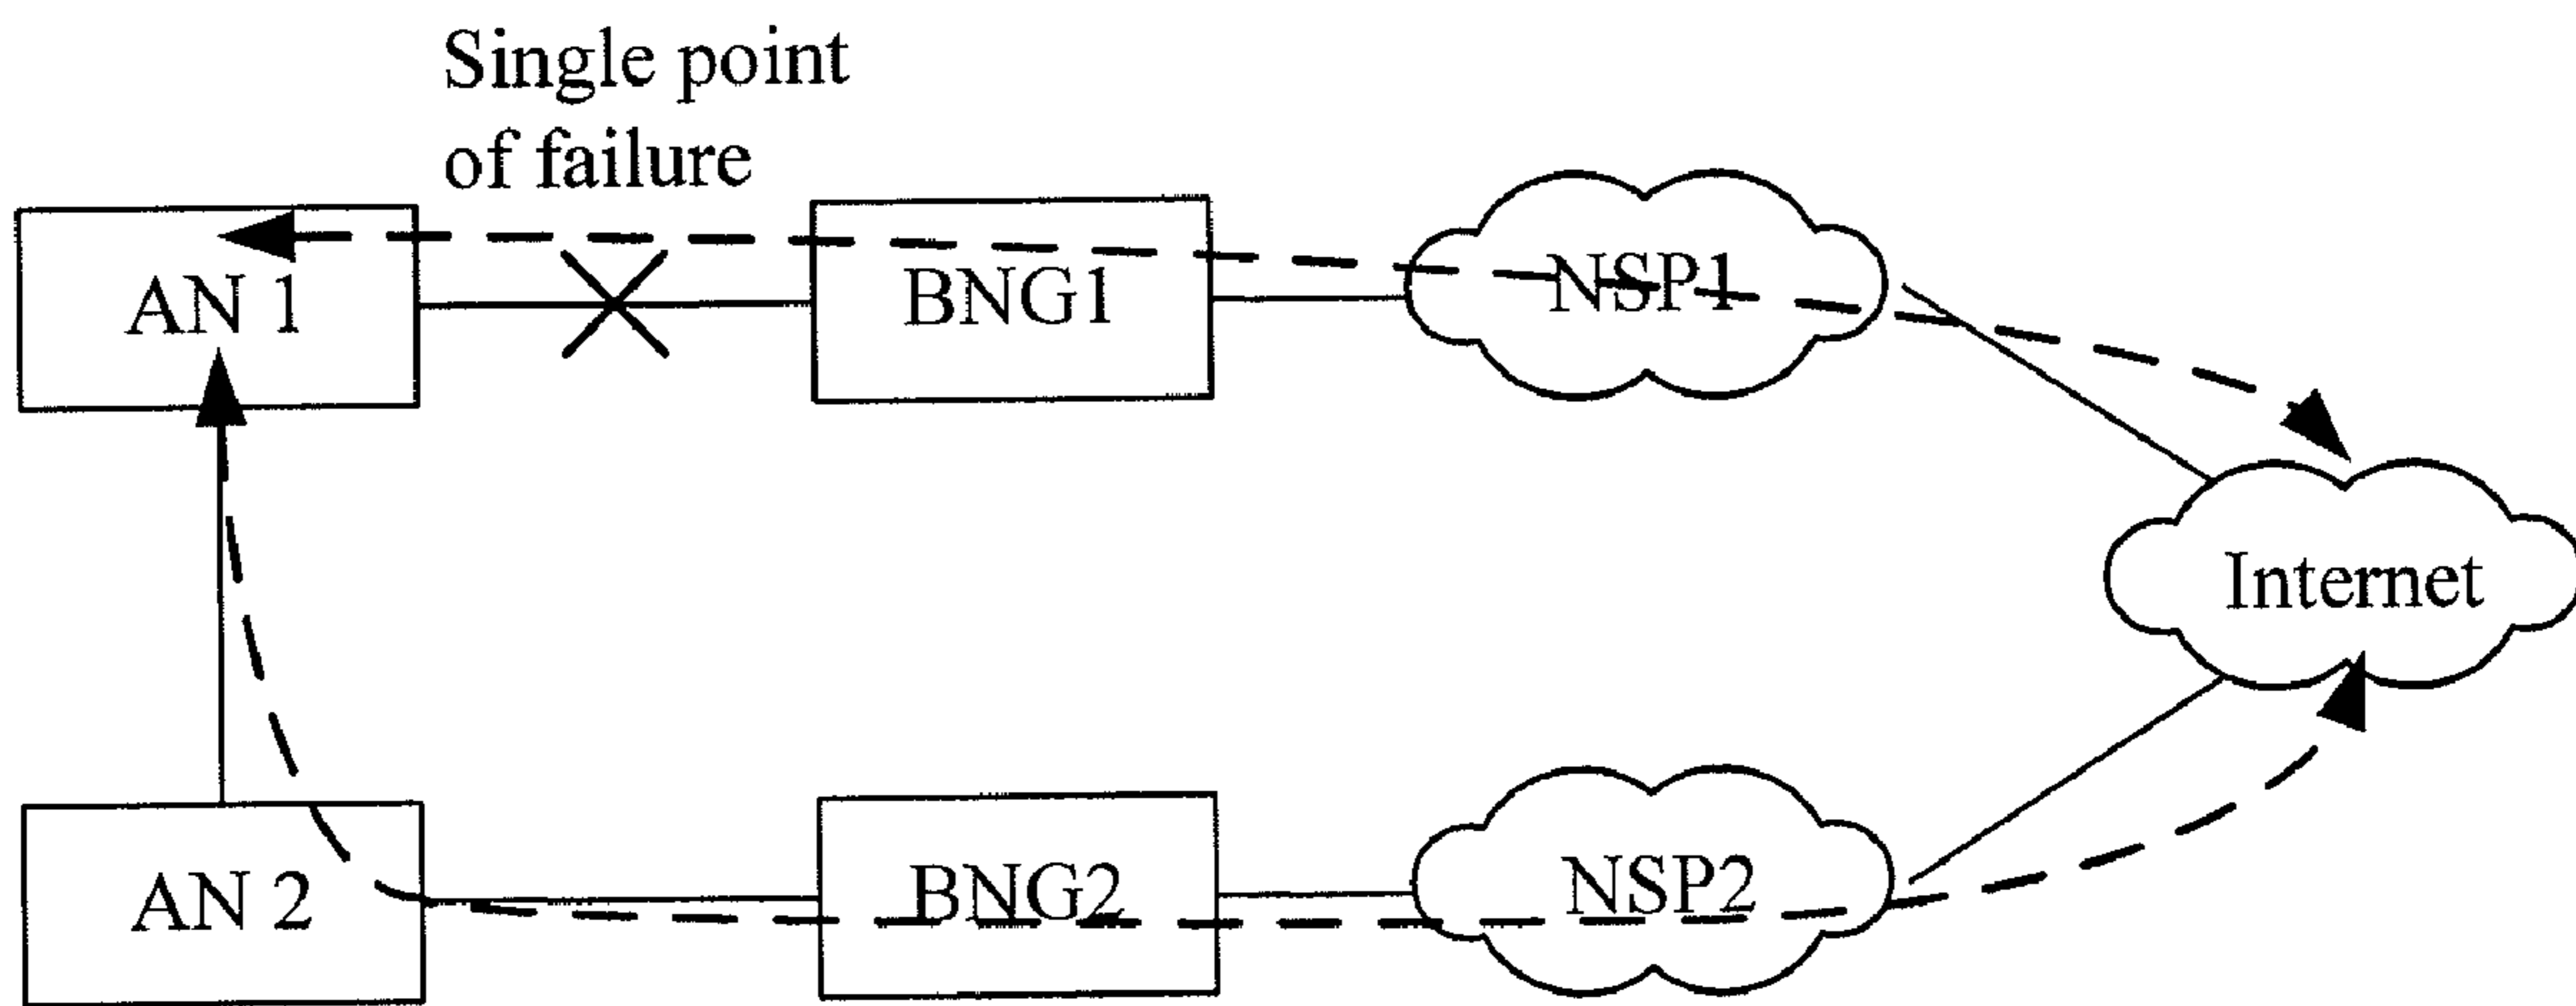 Single point
of failure
AN 1
BNG1
NSP1
Internet
AN 2
BNG2
NSP2